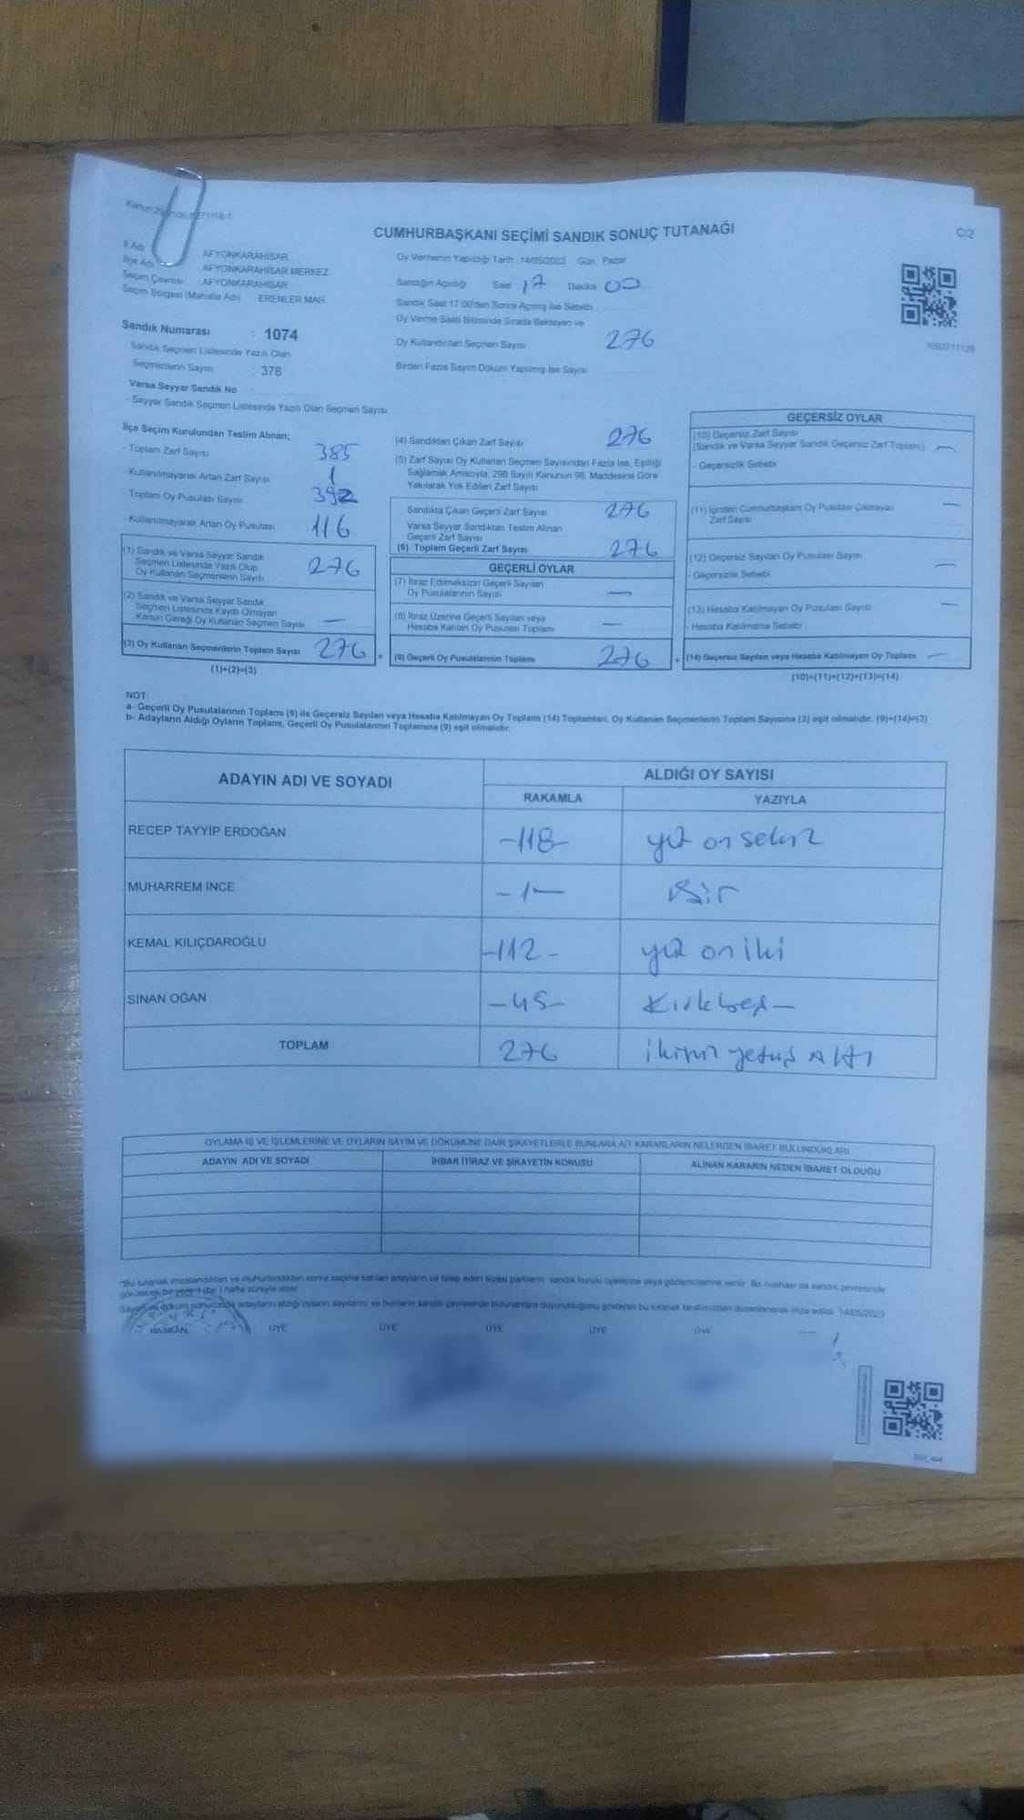 CUMHURBAŞKANI SEÇİMİ SANDIK SONUÇ TUTANAĞI
C/2
İl Adı AFYONKARAHİSAR
İlçe Adı AFYONKARAHİSAR MERKEZ
Seçim Çevresi : AFYONKARAHİSAR
Seçim Bölgesi (Mahalle Adı) ERENLER MAH.
Sandık Numarası : 1074
Sandık Seçmen Listesinde Yazılı Olan
Seçmenlerin Sayısı : 378
Varsa Seyyar Sandık No
- Seyyar Sandık Seçmen Listesinde Yazılı Olan Seçmen Sayısı
Oy Vermenin Yapıldığı Tarih : 14/05/2023 Gün : Pazar
Sandığın Açıldığı Saat 17 Dakika 00
Sandık Saat 17.00'den Sonra Açılmış İse Sebebi
Oy Verme Saati Bitiminde Sırada Bekleyen ve
Oy Kullandırılan Seçmen Sayısı 276
Birden Fazla Sayım Döküm Yapılmış İse Sayısı
İlçe Seçim Kurulundan Teslim Alınan;
- Toplam Zarf Sayısı 385
- Kullanılmayarak Artan Zarf Sayısı 1
Toplam Oy Pusulası Sayısı 392
- Kullanılmayarak Artan Oy Pusulası 116
(1) Sandık ve Varsa Seyyar Sandık
Seçmen Listesinde Yazılı Olup
Oy Kullanan Seçmenlerin Sayısı 276
(2) Sandık ve Varsa Seyyar Sandık
Seçmen Listesinde Kayıtlı Olmayan
Kanun Gereği Oy Kullanan Seçmen Sayısı —
(3) Oy Kullanan Seçmenlerin Toplam Sayısı 276
(1)+(2)=(3)
(4) Sandıktan Çıkan Zarf Sayısı 276
(5) Zarf Sayısı Oy Kullanan Seçmen Sayısından Fazla İse, Eşitliği
Sağlamak Amacıyla, 298 Sayılı Kanunun 98. Maddesine Göre
Yakılarak Yok Edilen Zarf Sayısı
Sandıkta Çıkan Geçerli Zarf Sayısı 276
Varsa Seyyar Sandıktan Teslim Alınan
Geçerli Zarf Sayısı
(6) Toplam Geçerli Zarf Sayısı 276
GEÇERLİ OYLAR
(7) İtiraz Edilmeksizin Geçerli Sayılan
Oy Pusulalarının Sayısı —
(8) İtiraz Üzerine Geçerli Sayılan veya
Hesaba Katılan Oy Pusulası Toplamı —
(9) Geçerli Oy Pusulalarının Toplamı 276
GEÇERSİZ OYLAR
(10) Geçersiz Zarf Sayısı
(Sandık ve Varsa Seyyar Sandık Geçersiz Zarf Toplamı) —
- Geçersizlik Sebebi
(11) İçinden Cumhurbaşkanı Oy Pusulası Çıkmayan
Zarf Sayısı —
(12) Geçersiz Sayılan Oy Pusulası Sayısı —
- Geçersizlik Sebebi
(13) Hesaba Katılmayan Oy Pusulası Sayısı —
- Hesaba Katılmama Sebebi
(14) Geçersiz Sayılan veya Hesaba Katılmayan Oy Toplamı —
(10)+(11)+(12)+(13)=(14)
NOT:
a- Geçerli Oy Pusulalarının Toplamı (9) ile Geçersiz Sayılan veya Hesaba Katılmayan Oy Toplamı (14) Toplamları, Oy Kullanan Seçmenlerin Toplam Sayısına (3) eşit olmalıdır. (9)+(14)=(3)
b- Adayların Aldığı Oyların Toplamı, Geçerli Oy Pusulalarının Toplamına (9) eşit olmalıdır.
ADAYIN ADI VE SOYADI ALDIĞI OY SAYISI
RAKAMLA YAZIYLA
RECEP TAYYİP ERDOĞAN -118- yüz on sekiz
MUHARREM İNCE -1- Bir
KEMAL KILIÇDAROĞLU -112- yüz on iki
SİNAN OĞAN -45- Kırkbeş-
TOPLAM 276 ikiyüz yetmiş Altı
OYLAMA İŞ VE İŞLEMLERİNE VE OYLARIN SAYIM VE DÖKÜMÜNE DAİR ŞİKAYETLERLE BUNLARA AİT KARARLARIN NELERDEN İBARET BULUNDUKLARI
ADAYIN ADI VE SOYADI İHBAR İTİRAZ VE ŞİKAYETİN KONUSU ALINAN KARARIN NEDEN İBARET OLDUĞU
BAŞKAN ÜYE ÜYE ÜYE ÜYE ÜYE